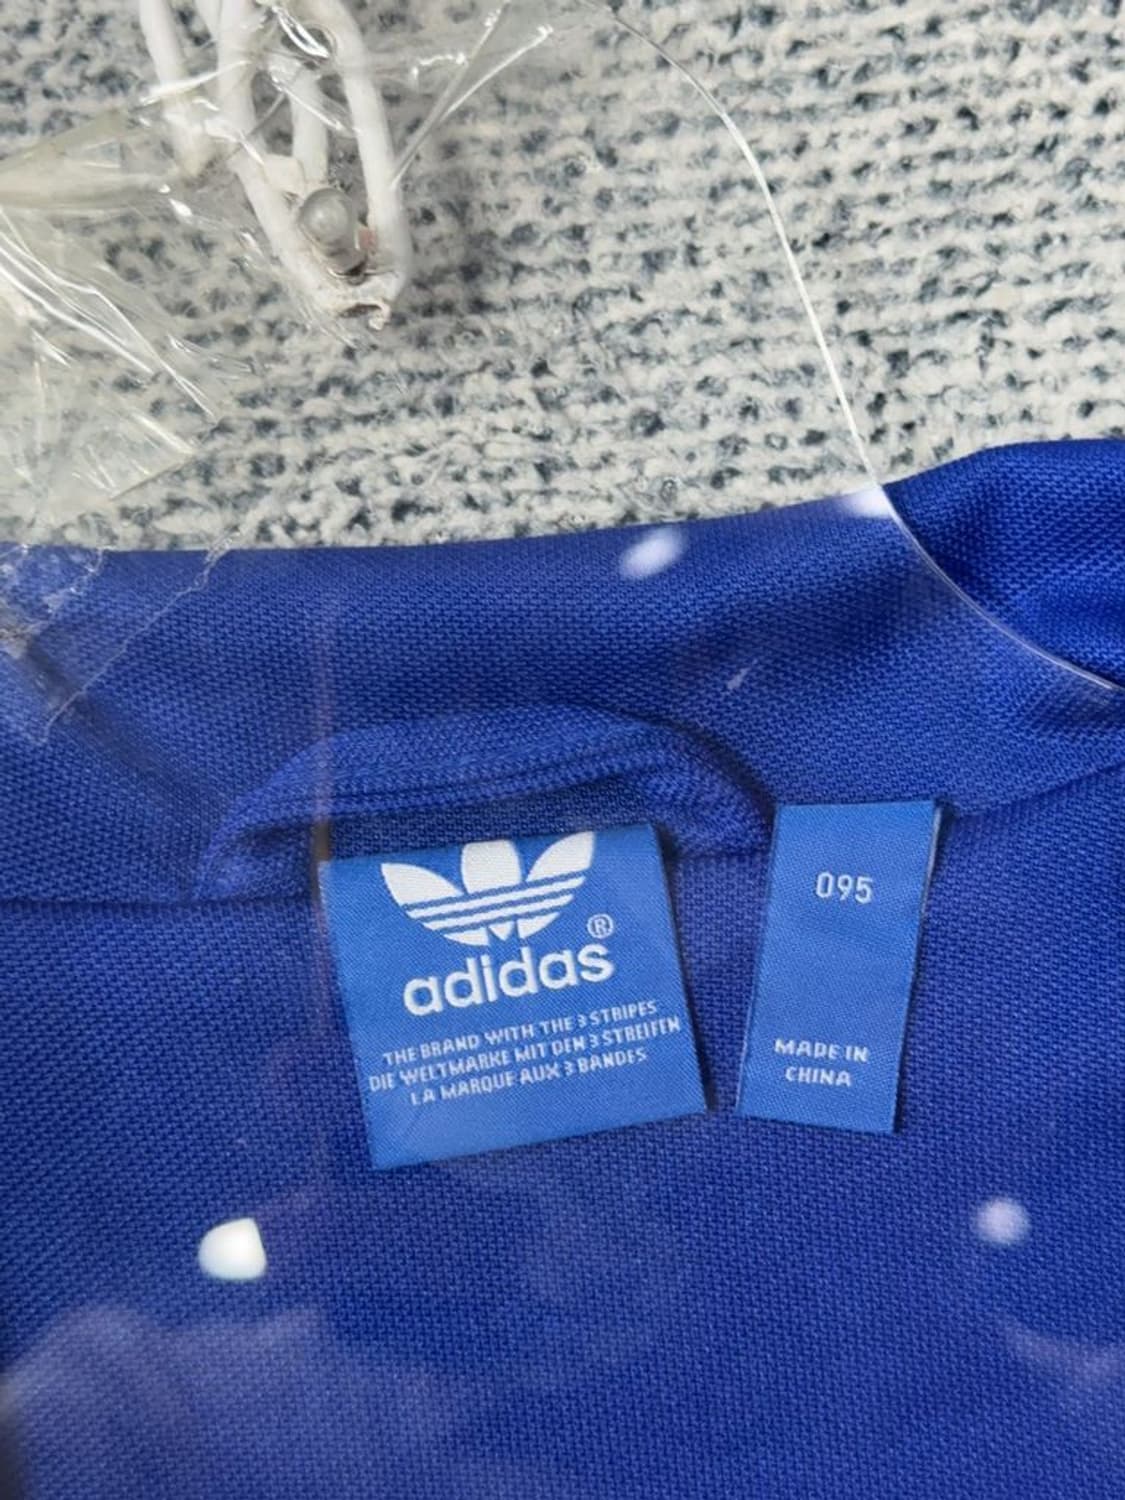 adidas®
THE BRAND WITH THE 3 STRIPES
DIE WELTMARKE MIT DEN 3 STREIFEN
LA MARQUE AUX 3 BANDES
095
MADE IN
CHINA